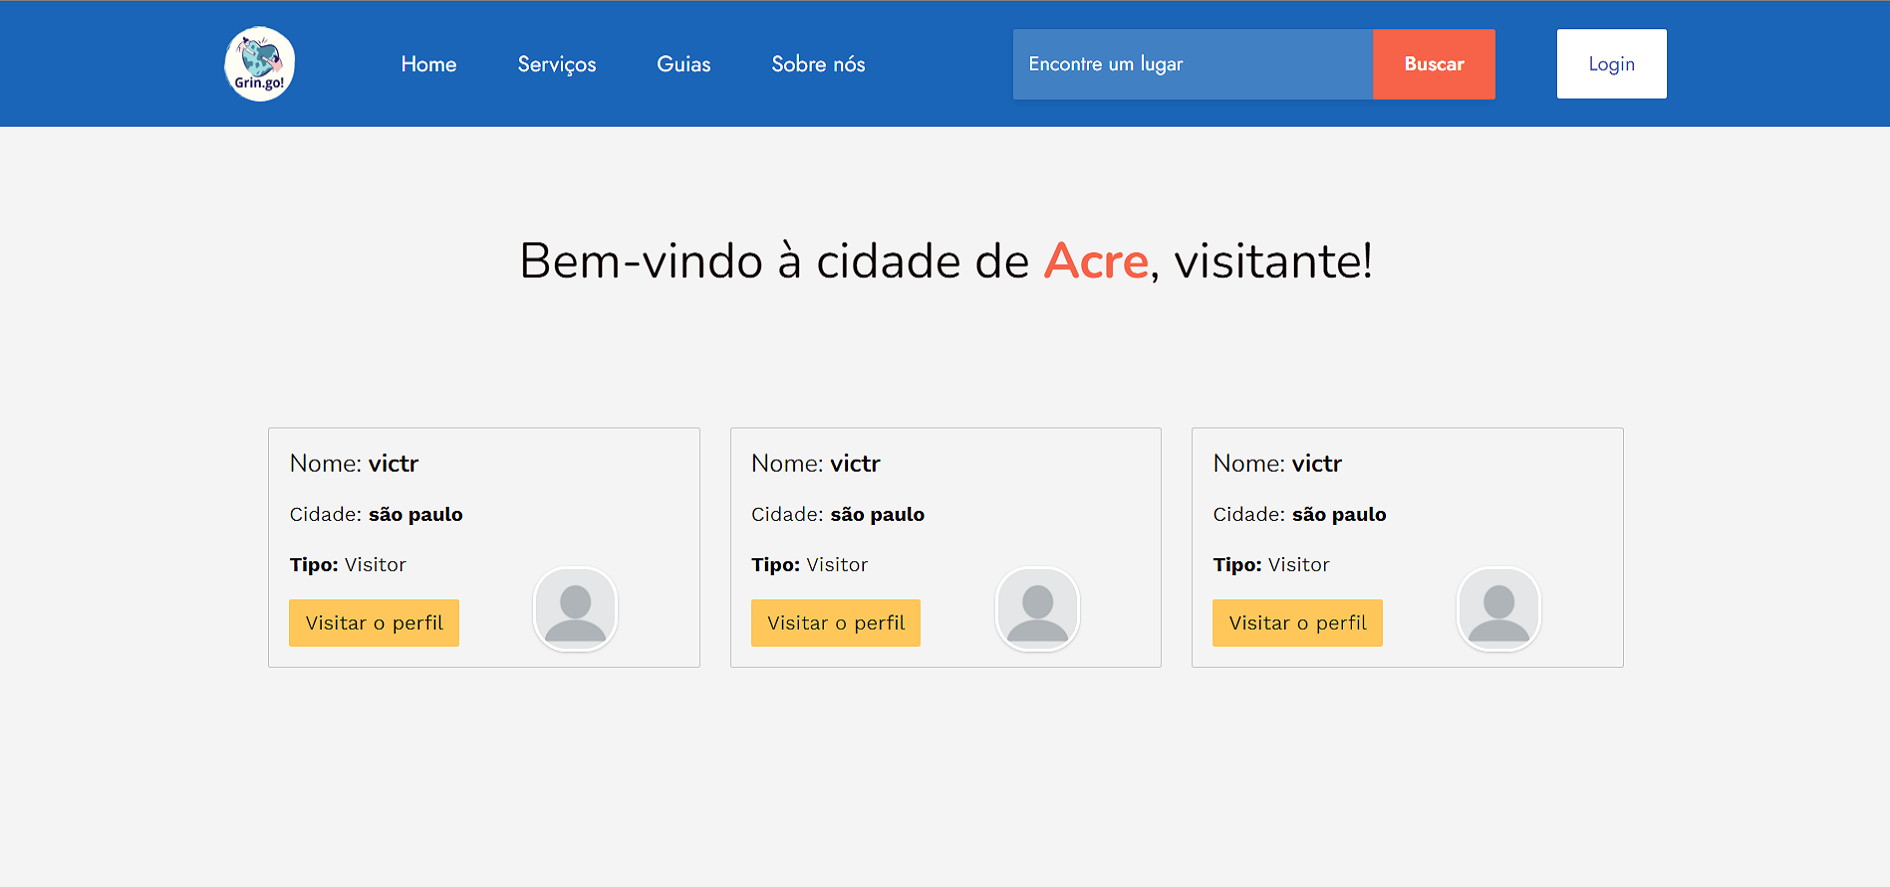 Grin.go!
Home
Serviços
Guias
Sobre nós
Encontre um lugar
Buscar
Login
Bem-vindo à cidade de Acre, visitante!
Nome: victr
Cidade: são paulo
Tipo: Visitor
Visitar o perfil
Nome: victr
Cidade: são paulo
Tipo: Visitor
Visitar o perfil
Nome: victr
Cidade: são paulo
Tipo: Visitor
Visitar o perfil